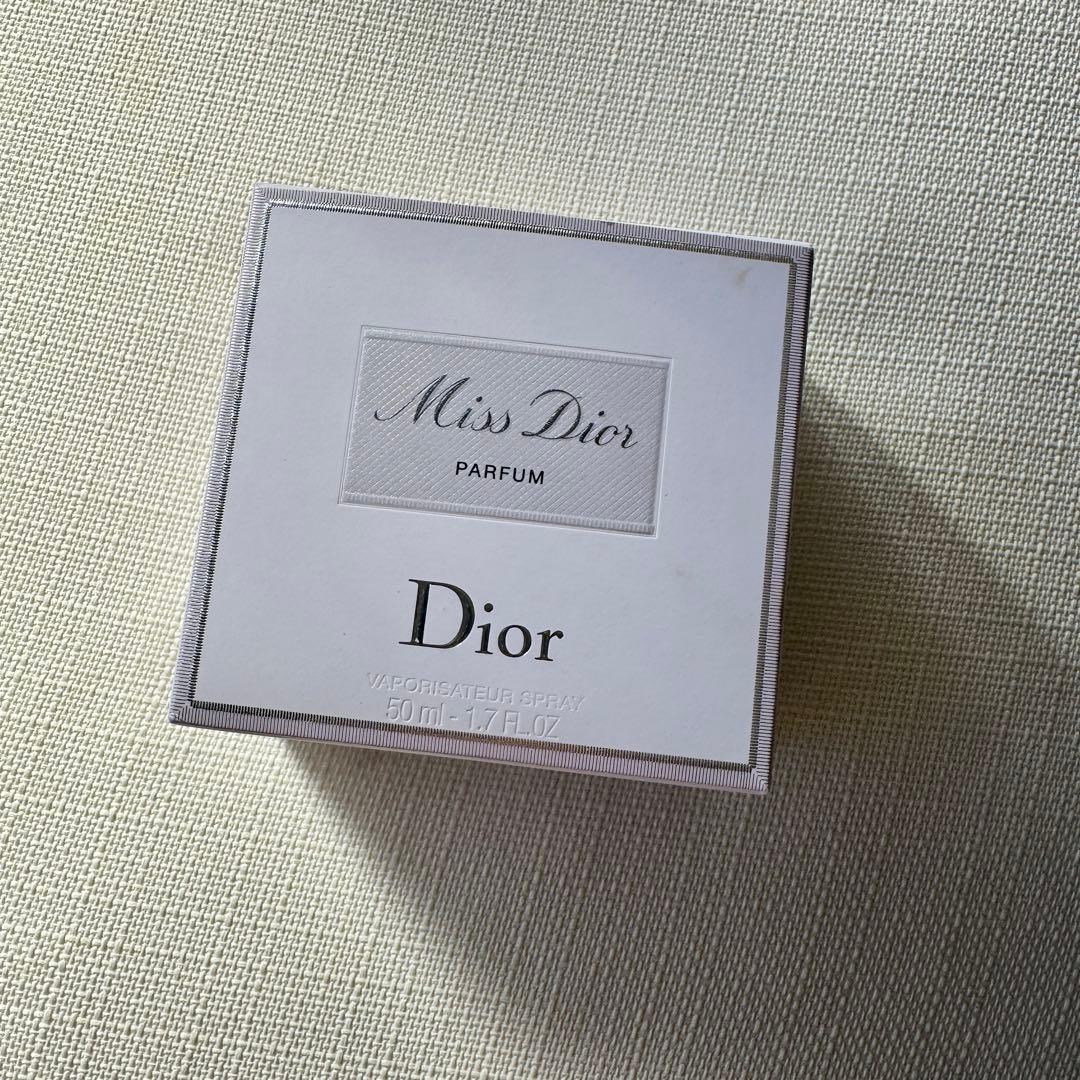 Miss Dior
PARFUM
Dior
VAPORISATEUR SPRAY
50 ml - 1.7 FL.OZ